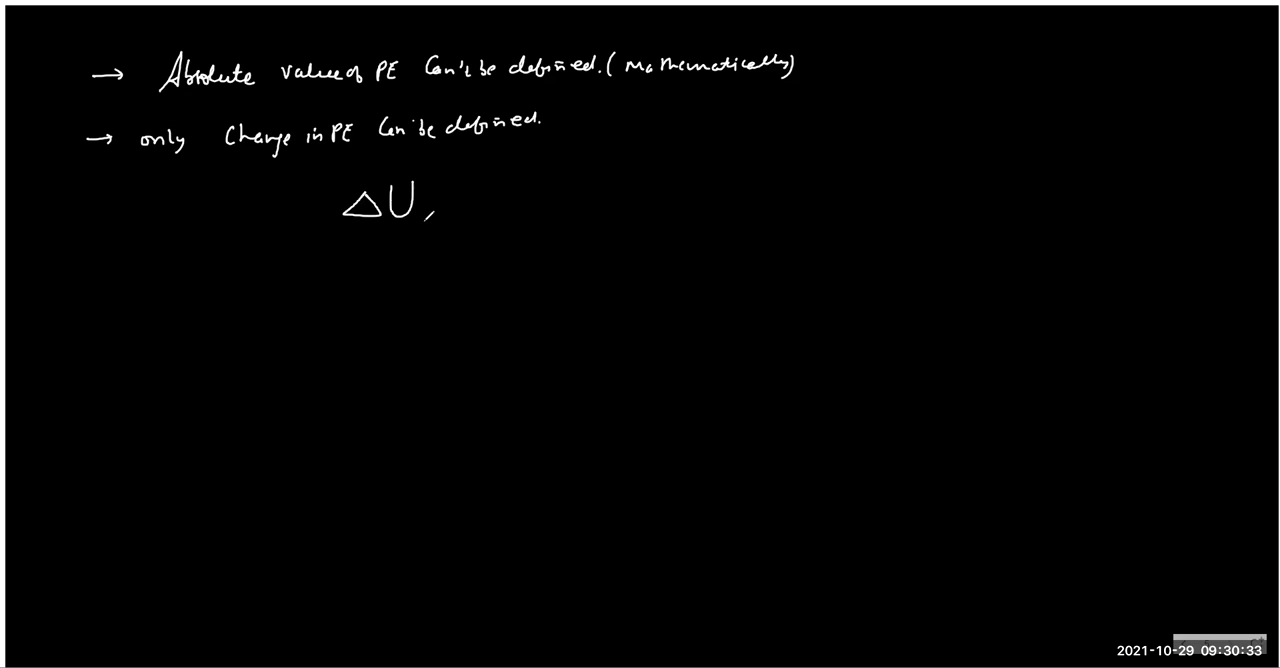 → Absolute value of PE Can't be defined. (Mathematically)
→ only Change in PE Can be defined.
ΔU,
2021-10-29 09:30:33